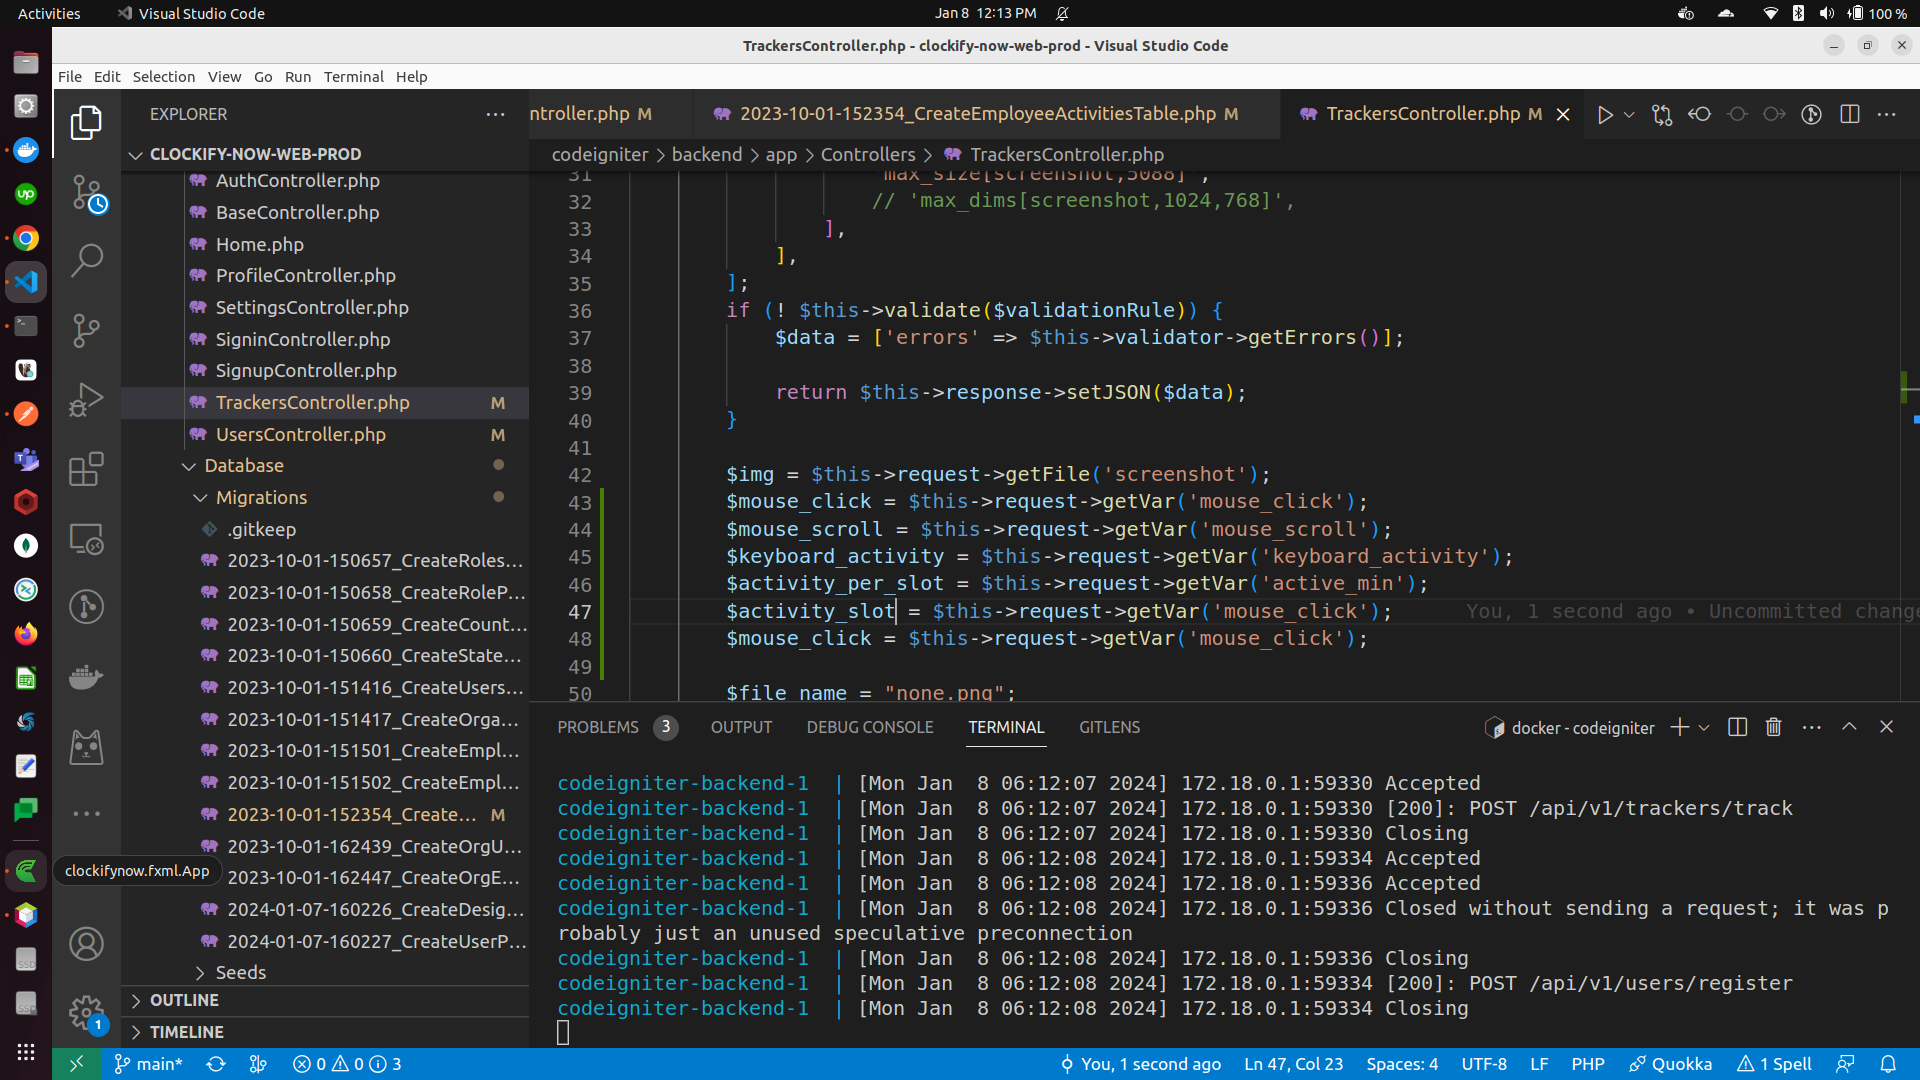 Activities
Visual Studio Code
Jan 8 12:13 PM
100 %
TrackersController.php - clockify-now-web-prod - Visual Studio Code
File Edit Selection View Go Run Terminal Help
EXPLORER
CLOCKIFY-NOW-WEB-PROD
AuthController.php
BaseController.php
Home.php
ProfileController.php
SettingsController.php
SigninController.php
SignupController.php
TrackersController.php M
UsersController.php M
Database
Migrations
.gitkeep
2023-10-01-150657_CreateRoles...
2023-10-01-150658_CreateRoleP...
2023-10-01-150659_CreateCount...
2023-10-01-150660_CreateState...
2023-10-01-151416_CreateUsers...
2023-10-01-151417_CreateOrga...
2023-10-01-151501_CreateEmpl...
2023-10-01-151502_CreateEmpl...
2023-10-01-152354_Create... M
2023-10-01-162439_CreateOrgU...
2023-10-01-162447_CreateOrgE...
2024-01-07-160226_CreateDesig...
2024-01-07-160227_CreateUserP...
Seeds
OUTLINE
TIMELINE
clockifynow.fxml.App
1
ntroller.php M
2023-10-01-152354_CreateEmployeeActivitiesTable.php M
TrackersController.php M
codeigniter > backend > app > Controllers > TrackersController.php
31 'max_size[screenshot,5088]',
32 // 'max_dims[screenshot,1024,768]',
33 ],
34 ],
35 ];
36 if (! $this->validate($validationRule)) {
37 $data = ['errors' => $this->validator->getErrors()];
38
39 return $this->response->setJSON($data);
40 }
41
42 $img = $this->request->getFile('screenshot');
43 $mouse_click = $this->request->getVar('mouse_click');
44 $mouse_scroll = $this->request->getVar('mouse_scroll');
45 $keyboard_activity = $this->request->getVar('keyboard_activity');
46 $activity_per_slot = $this->request->getVar('active_min');
47 $activity_slot = $this->request->getVar('mouse_click'); You, 1 second ago • Uncommitted change
48 $mouse_click = $this->request->getVar('mouse_click');
49
50 $file_name = "none.png";
PROBLEMS 3 OUTPUT DEBUG CONSOLE TERMINAL GITLENS
docker - codeigniter
codeigniter-backend-1 | [Mon Jan  8 06:12:07 2024] 172.18.0.1:59330 Accepted
codeigniter-backend-1 | [Mon Jan  8 06:12:07 2024] 172.18.0.1:59330 [200]: POST /api/v1/trackers/track
codeigniter-backend-1 | [Mon Jan  8 06:12:07 2024] 172.18.0.1:59330 Closing
codeigniter-backend-1 | [Mon Jan  8 06:12:08 2024] 172.18.0.1:59334 Accepted
codeigniter-backend-1 | [Mon Jan  8 06:12:08 2024] 172.18.0.1:59336 Accepted
codeigniter-backend-1 | [Mon Jan  8 06:12:08 2024] 172.18.0.1:59336 Closed without sending a request; it was p
robably just an unused speculative preconnection
codeigniter-backend-1 | [Mon Jan  8 06:12:08 2024] 172.18.0.1:59336 Closing
codeigniter-backend-1 | [Mon Jan  8 06:12:08 2024] 172.18.0.1:59334 [200]: POST /api/v1/users/register
codeigniter-backend-1 | [Mon Jan  8 06:12:08 2024] 172.18.0.1:59334 Closing
main* 0 0 3
You, 1 second ago Ln 47, Col 23 Spaces: 4 UTF-8 LF PHP Quokka 1 Spell